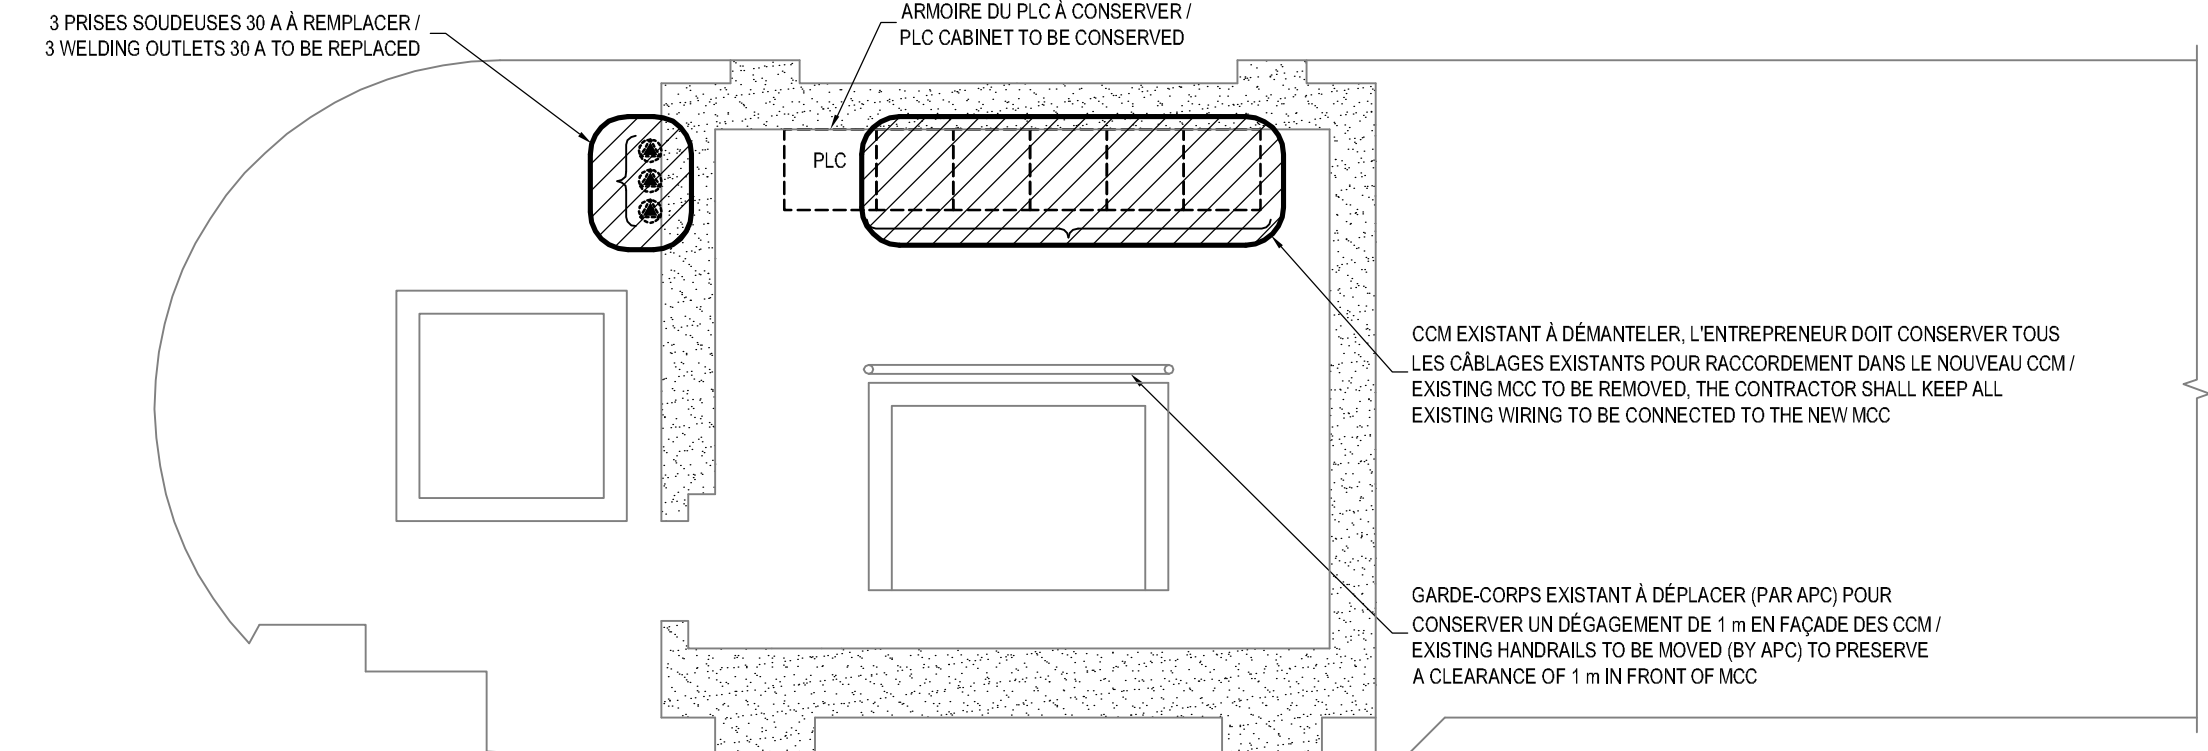 3 PRISES SOUDEUSES 30 A À REMPLACER /
3 WELDING OUTLETS 30 A TO BE REPLACED
ARMOIRE DU PLC À CONSERVER /
PLC CABINET TO BE CONSERVED
PLC
CCM EXISTANT À DÉMANTELER, L'ENTREPRENEUR DOIT CONSERVER TOUS
LES CÂBLAGES EXISTANTS POUR RACCORDEMENT DANS LE NOUVEAU CCM /
EXISTING MCC TO BE REMOVED, THE CONTRACTOR SHALL KEEP ALL
EXISTING WIRING TO BE CONNECTED TO THE NEW MCC
GARDE-CORPS EXISTANT À DÉPLACER (PAR APC) POUR
CONSERVER UN DÉGAGEMENT DE 1 m EN FAÇADE DES CCM /
EXISTING HANDRAILS TO BE MOVED (BY APC) TO PRESERVE
A CLEARANCE OF 1 m IN FRONT OF MCC